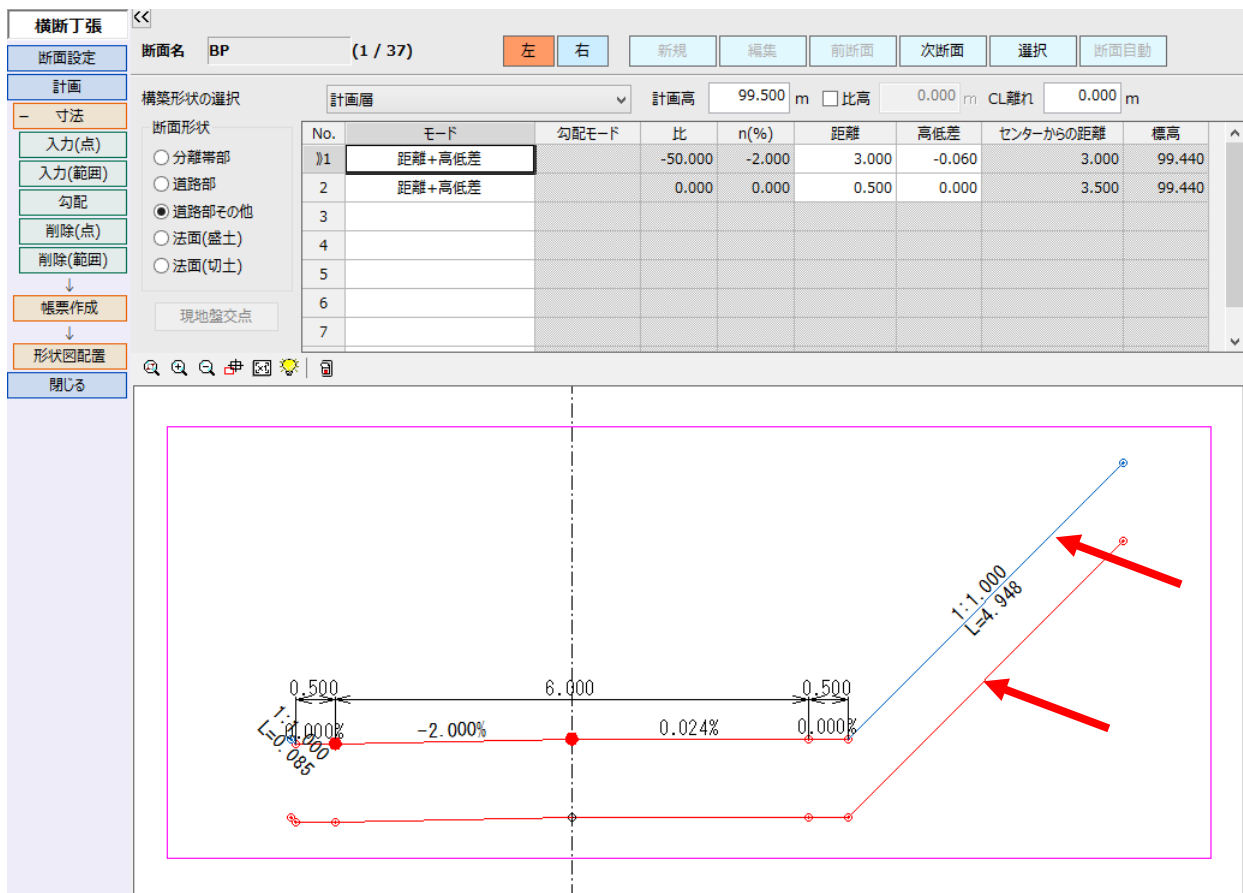 横断丁張
断面設定
計画
－ 寸法
入力(点)
入力(範囲)
勾配
削除(点)
削除(範囲)
↓
帳票作成
↓
形状図配置
閉じる
<<
断面名 BP (1 / 37) 左 右 新規 編集 前断面 次断面 選択 断面自動
構築形状の選択 計画層 計画高 99.500 m 比高 0.000 m CL離れ 0.000 m
断面形状
分離帯部
道路部
道路部その他
法面(盛土)
法面(切土)
現地盤交点
No. モード 勾配モード 比 n(%) 距離 高低差 センターからの距離 標高
1 距離+高低差 -50.000 -2.000 3.000 -0.060 3.000 99.440
2 距離+高低差 0.000 0.000 0.500 0.000 3.500 99.440
3
4
5
6
7
1:1.000
L=4.948
0.500 6.000 0.500
0.000% -2.000% 0.024% 0.000%
1:1.000
L=0.085